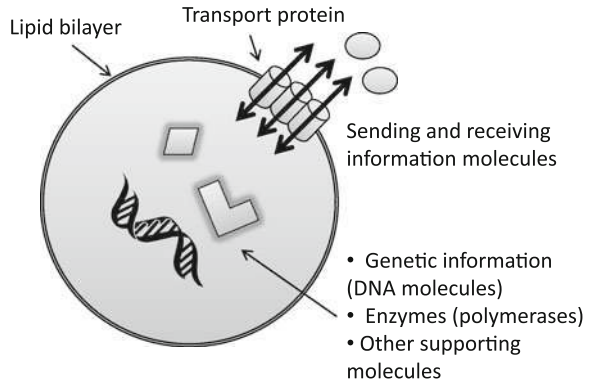 Transport protein
Lipid bilayer
Sending and receiving
information molecules
• Genetic information
(DNA molecules)
• Enzymes (polymerases)
• Other supporting
molecules